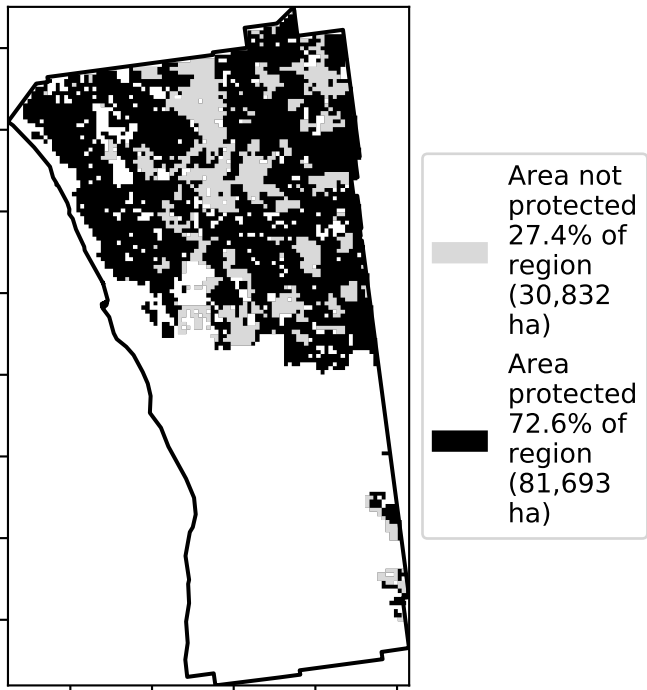 Area not
protected
27.4% of
region
(30,832
ha)
Area
protected
72.6% of
region
(81,693
ha)